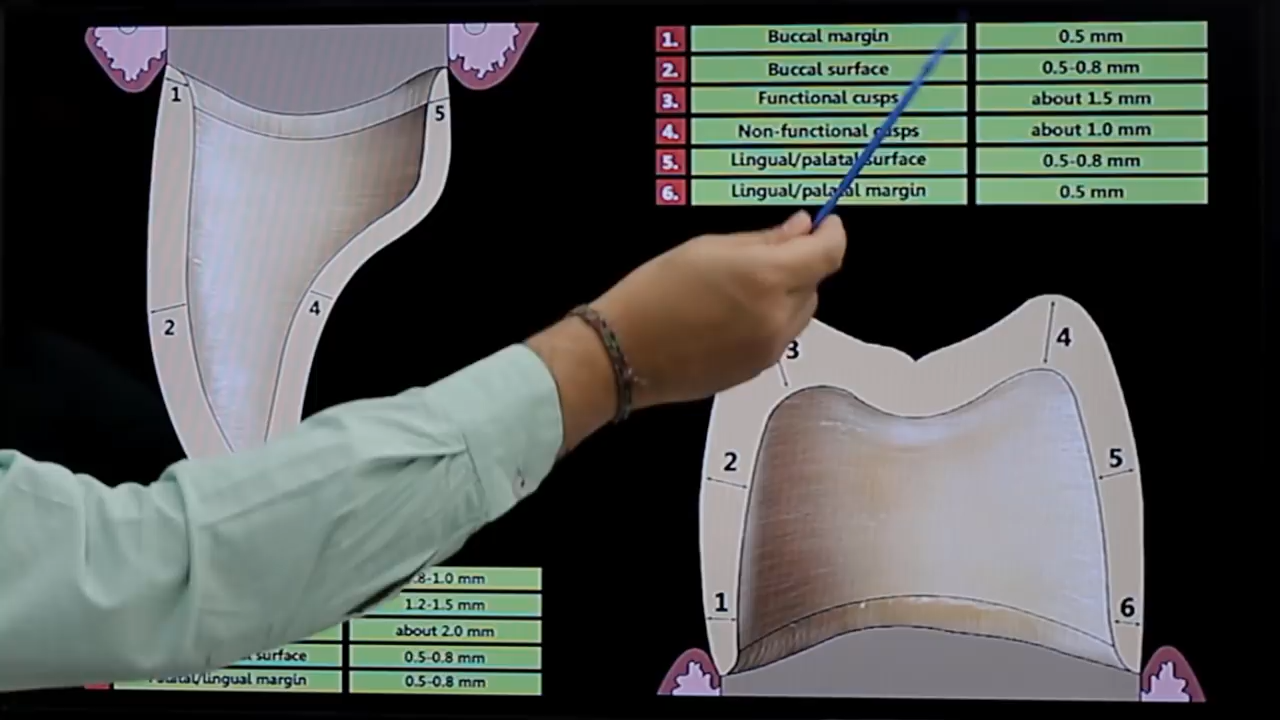 1. Buccal margin 0.5 mm
2. Buccal surface 0.5-0.8 mm
3. Functional cusps about 1.5 mm
4. Non-functional cusps about 1.0 mm
5. Lingual/palatal surface 0.5-0.8 mm
6. Lingual/palatal margin 0.5 mm
1
5
2
4
3
4
2
5
1
6
8-1.0 mm
1.2-1.5 mm
about 2.0 mm
surface 0.5-0.8 mm
Palatal/lingual margin 0.5-0.8 mm